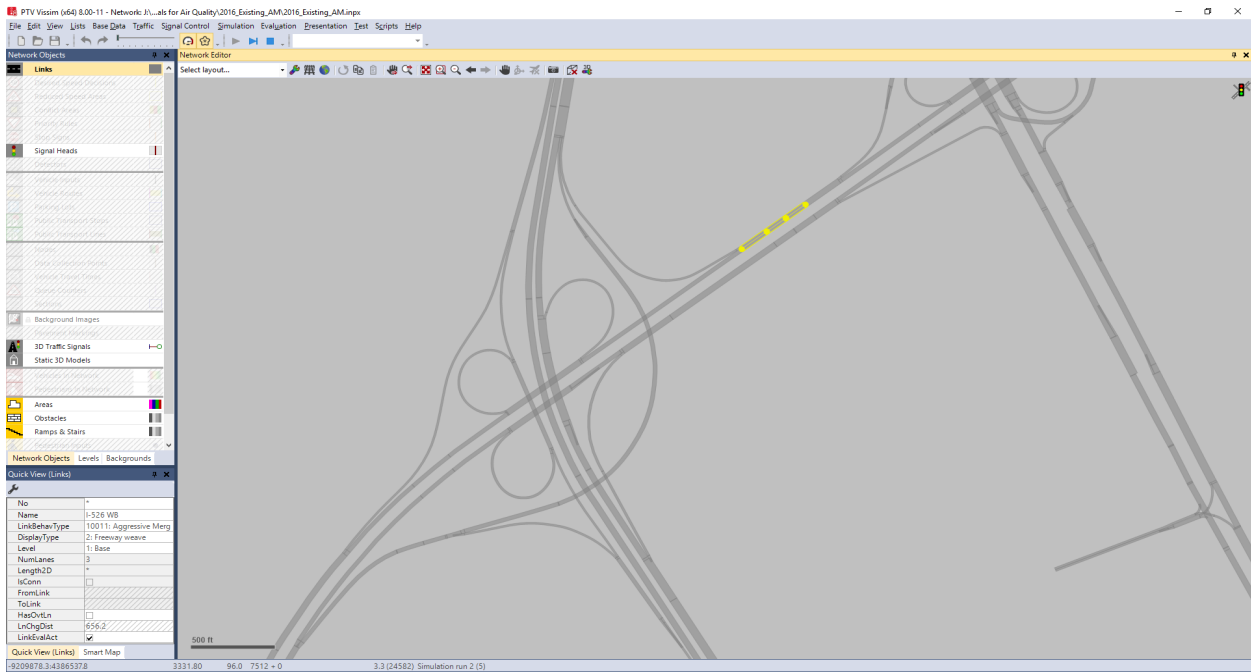 PTV Vissim (x64) 8.00-11 - Network: J:\...als for Air Quality\2016_Existing_AM\2016_Existing_AM.inpx
File Edit View Lists Base Data Traffic Signal Control Simulation Evaluation Presentation Test Scripts Help
Network Objects
Network Editor
Links
Select layout...
Signal Heads
Background Images
3D Traffic Signals
Static 3D Models
Areas
Obstacles
Ramps & Stairs
Network Objects Levels Backgrounds
Quick View (Links)
No *
Name I-526 WB
LinkBehavType 10011: Aggressive Merg
DisplayType 2: Freeway weave
Level 1: Base
NumLanes 3
Length2D *
IsConn
FromLink
ToLink
HasOvtLn
LnChgDist 656.2
LinkEvalAct
500 ft
Quick View (Links) Smart Map
-9209878.3:4386537.8 3331.80 96.0 7512 + 0 3.3 (24582) Simulation run 2 (5)